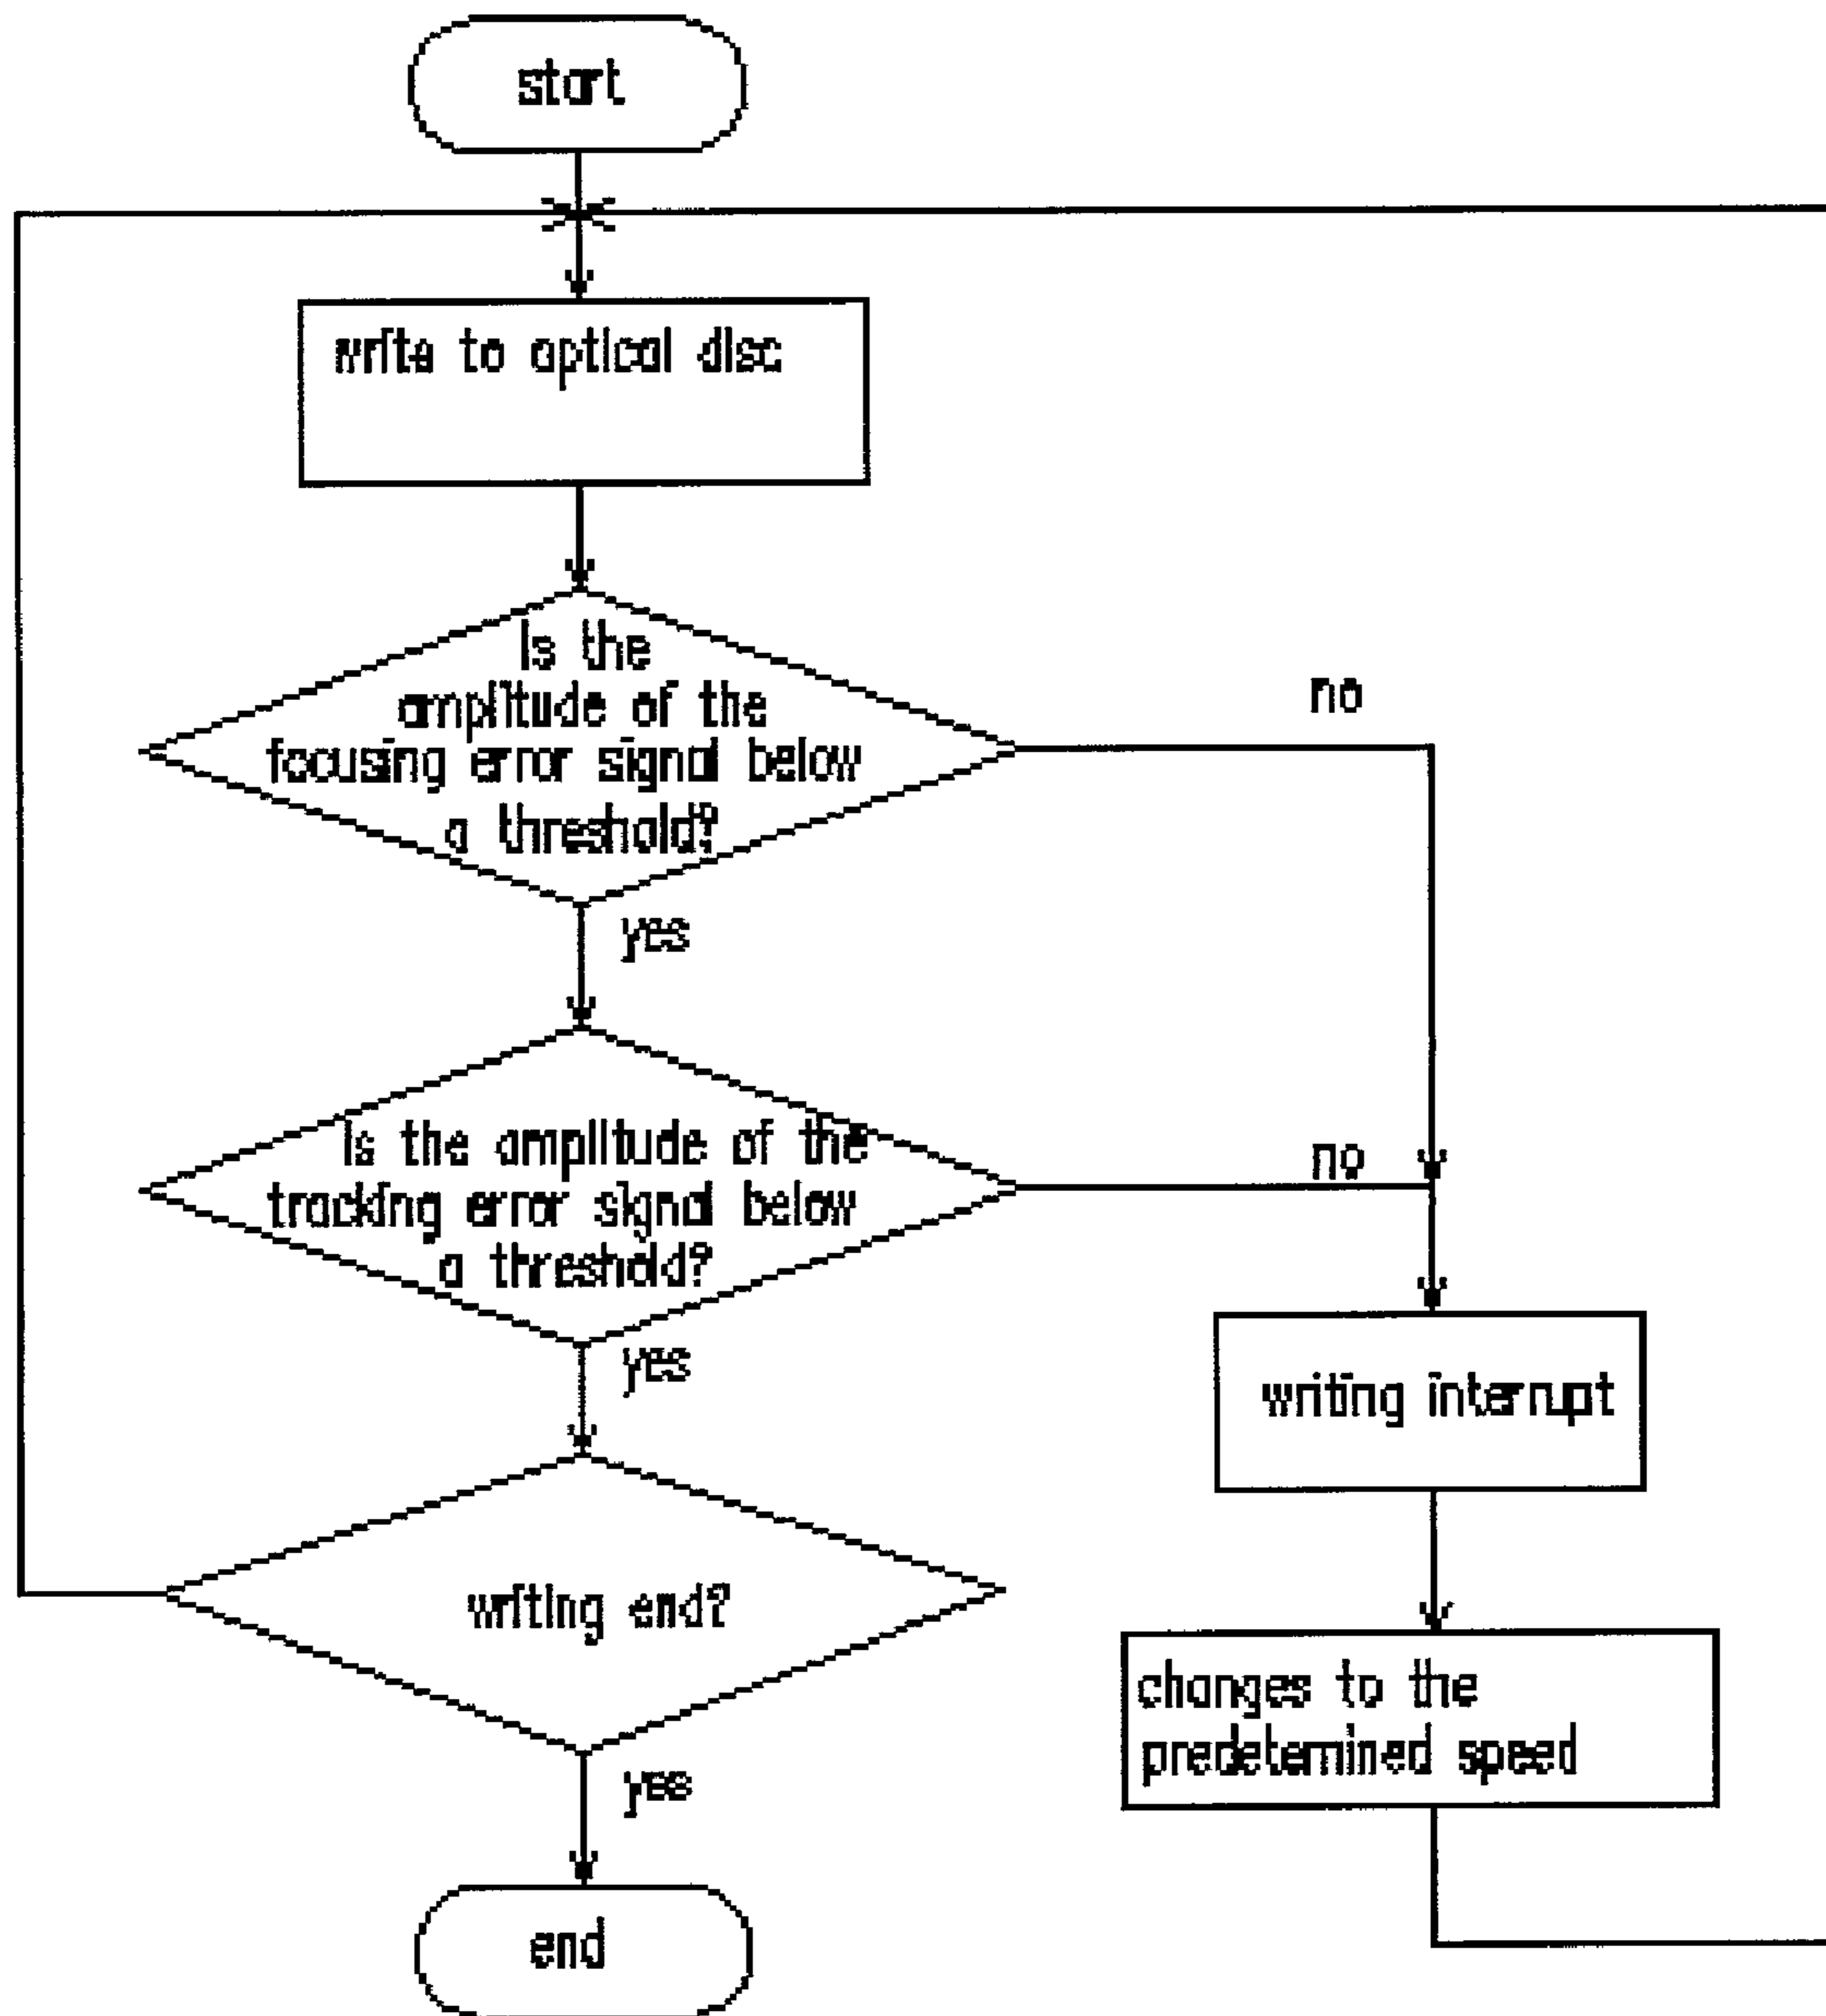 start
write to optical disc
Is the
amplitude of the
focusing error signal below
a threshold?
no
yes
Is the amplitude of the
tracking error signal below
a threshold?
no
yes
writing interrupt
writing end?
changes to the
predetemined speed
yes
end